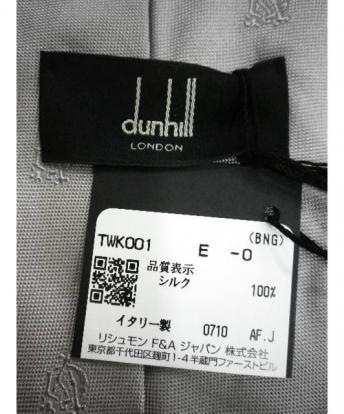 dunhill
LONDON
TWK001 E -0 (BNG)
品質表示
シルク 100%
イタリー製 0710 AF.J
リシュモン F&A ジャパン 株式会社
東京都千代田区麹町1-4半蔵門ファーストビル